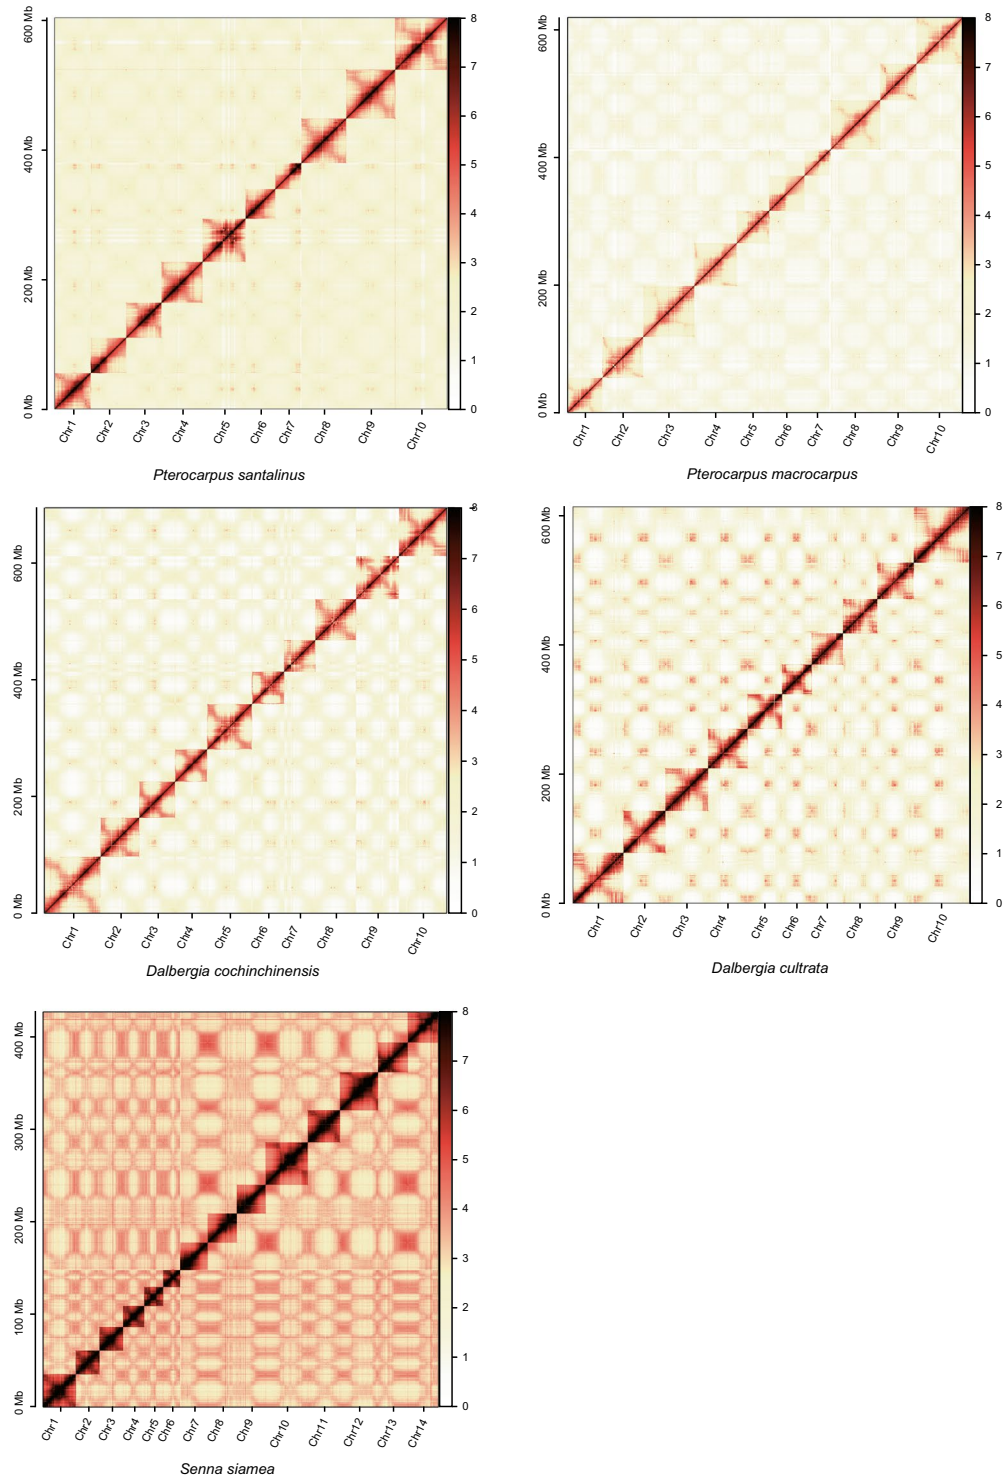 600 Mb
400 Mb
200 Mb
0 Mb
8
7
6
5
4
3
2
1
0
Chr1 Chr2 Chr3 Chr4 Chr5 Chr6 Chr7 Chr8 Chr9 Chr10
Pterocarpus santalinus
600 Mb
400 Mb
200 Mb
0 Mb
8
7
6
5
4
3
2
1
0
Chr1 Chr2 Chr3 Chr4 Chr5 Chr6 Chr7 Chr8 Chr9 Chr10
Pterocarpus macrocarpus
600 Mb
400 Mb
200 Mb
0 Mb
8
7
6
5
4
3
2
1
0
Chr1 Chr2 Chr3 Chr4 Chr5 Chr6 Chr7 Chr8 Chr9 Chr10
Dalbergia cochinchinensis
600 Mb
400 Mb
200 Mb
0 Mb
8
7
6
5
4
3
2
1
0
Chr1 Chr2 Chr3 Chr4 Chr5 Chr6 Chr7 Chr8 Chr9 Chr10
Dalbergia cultrata
400 Mb
300 Mb
200 Mb
100 Mb
0 Mb
8
7
6
5
4
3
2
1
0
Chr1 Chr2 Chr3 Chr4 Chr5 Chr6 Chr7 Chr8 Chr9 Chr10 Chr11 Chr12 Chr13 Chr14
Senna siamea